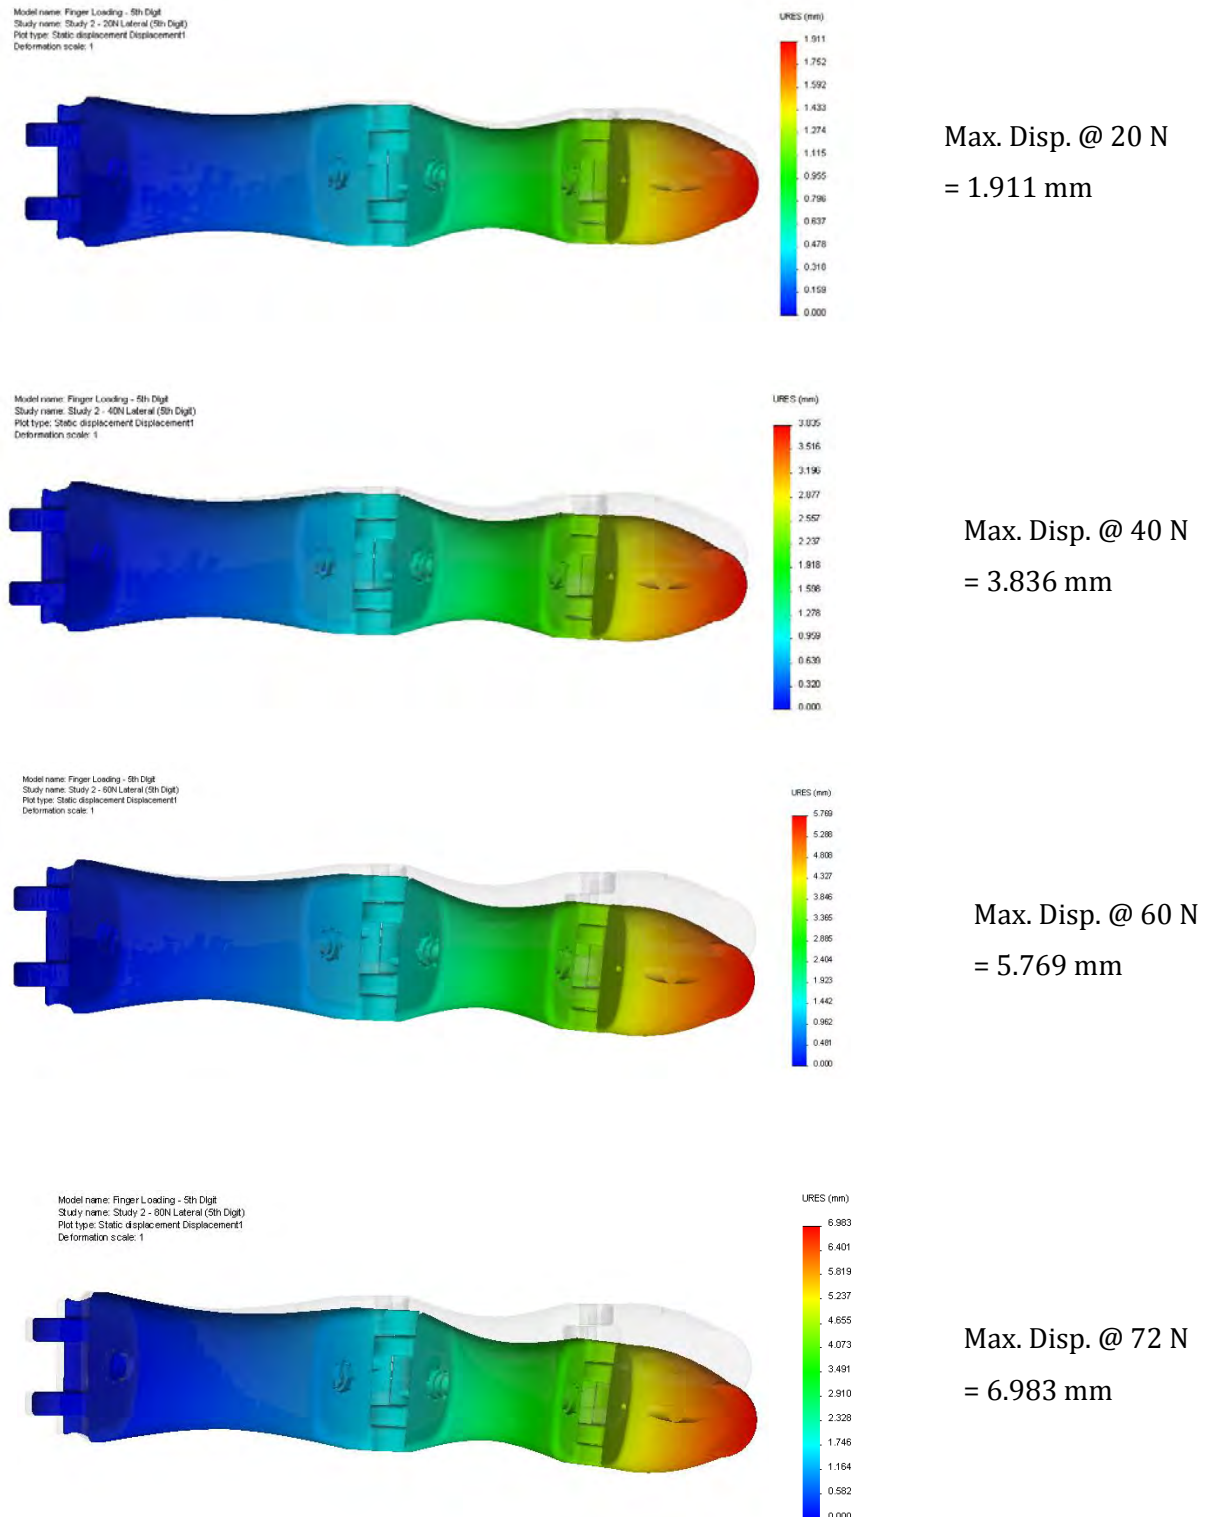 Model name: Finger Loading - 5th Digit
Study name: Study 2 - 20N Lateral (5th Digit)
Plot type: Static displacement Displacement1
Deformation scale: 1
URES (mm)
1.911
1.752
1.592
1.433
1.274
1.115
0.955
0.796
0.637
0.478
0.318
0.159
0.000
Max. Disp. @ 20 N
= 1.911 mm
Model name: Finger Loading - 5th Digit
Study name: Study 2 - 40N Lateral (5th Digit)
Plot type: Static displacement Displacement1
Deformation scale: 1
URES (mm)
3.835
3.516
3.196
2.877
2.557
2.237
1.918
1.598
1.278
0.959
0.639
0.320
0.000
Max. Disp. @ 40 N
= 3.836 mm
Model name: Finger Loading - 5th Digit
Study name: Study 2 - 60N Lateral (5th Digit)
Plot type: Static displacement Displacement1
Deformation scale: 1
URES (mm)
5.769
5.288
4.808
4.327
3.846
3.365
2.885
2.404
1.923
1.442
0.962
0.481
0.000
Max. Disp. @ 60 N
= 5.769 mm
Model name: Finger Loading - 5th Digit
Study name: Study 2 - 80N Lateral (5th Digit)
Plot type: Static displacement Displacement1
Deformation scale: 1
URES (mm)
6.983
6.401
5.819
5.237
4.655
4.073
3.491
2.910
2.328
1.746
1.164
0.582
0.000
Max. Disp. @ 72 N
= 6.983 mm